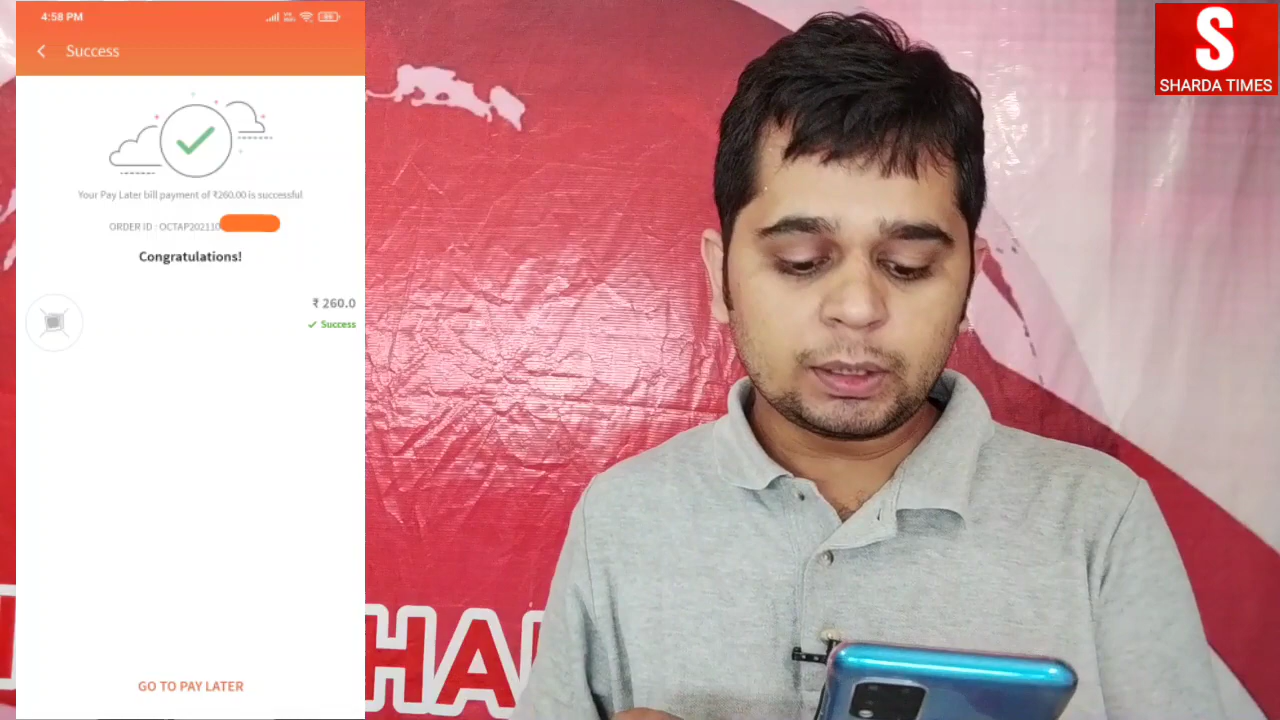 4:58 PM
Success
Your Pay Later bill payment of ₹260.00 is successful
ORDER ID : OCTAP202110
Congratulations!
₹ 260.0
Success
GO TO PAY LATER
S
SHARDA TIMES
HA